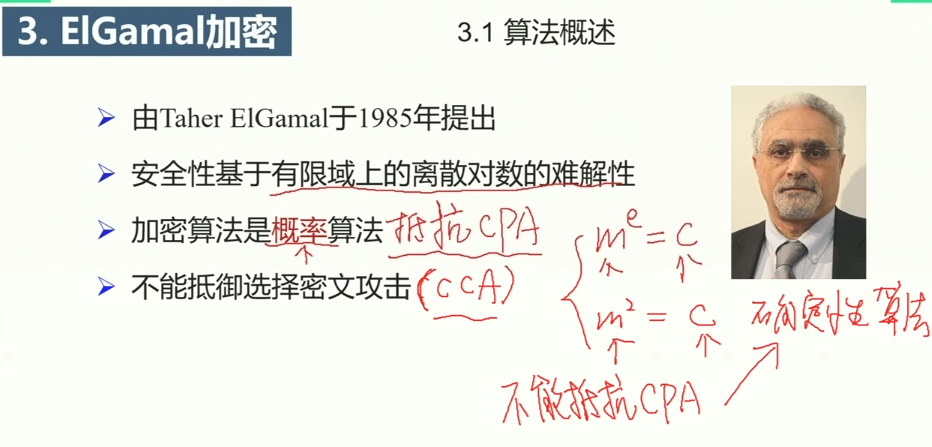 3. ElGamal加密
3.1 算法概述
➢ 由Taher ElGamal于1985年提出
➢ 安全性基于有限域上的离散对数的难解性
➢ 加密算法是概率算法 抵抗CPA
➢ 不能抵御选择密文攻击 (CCA)
mᵉ = C
m² = C
确定性算法
不能抵抗CPA